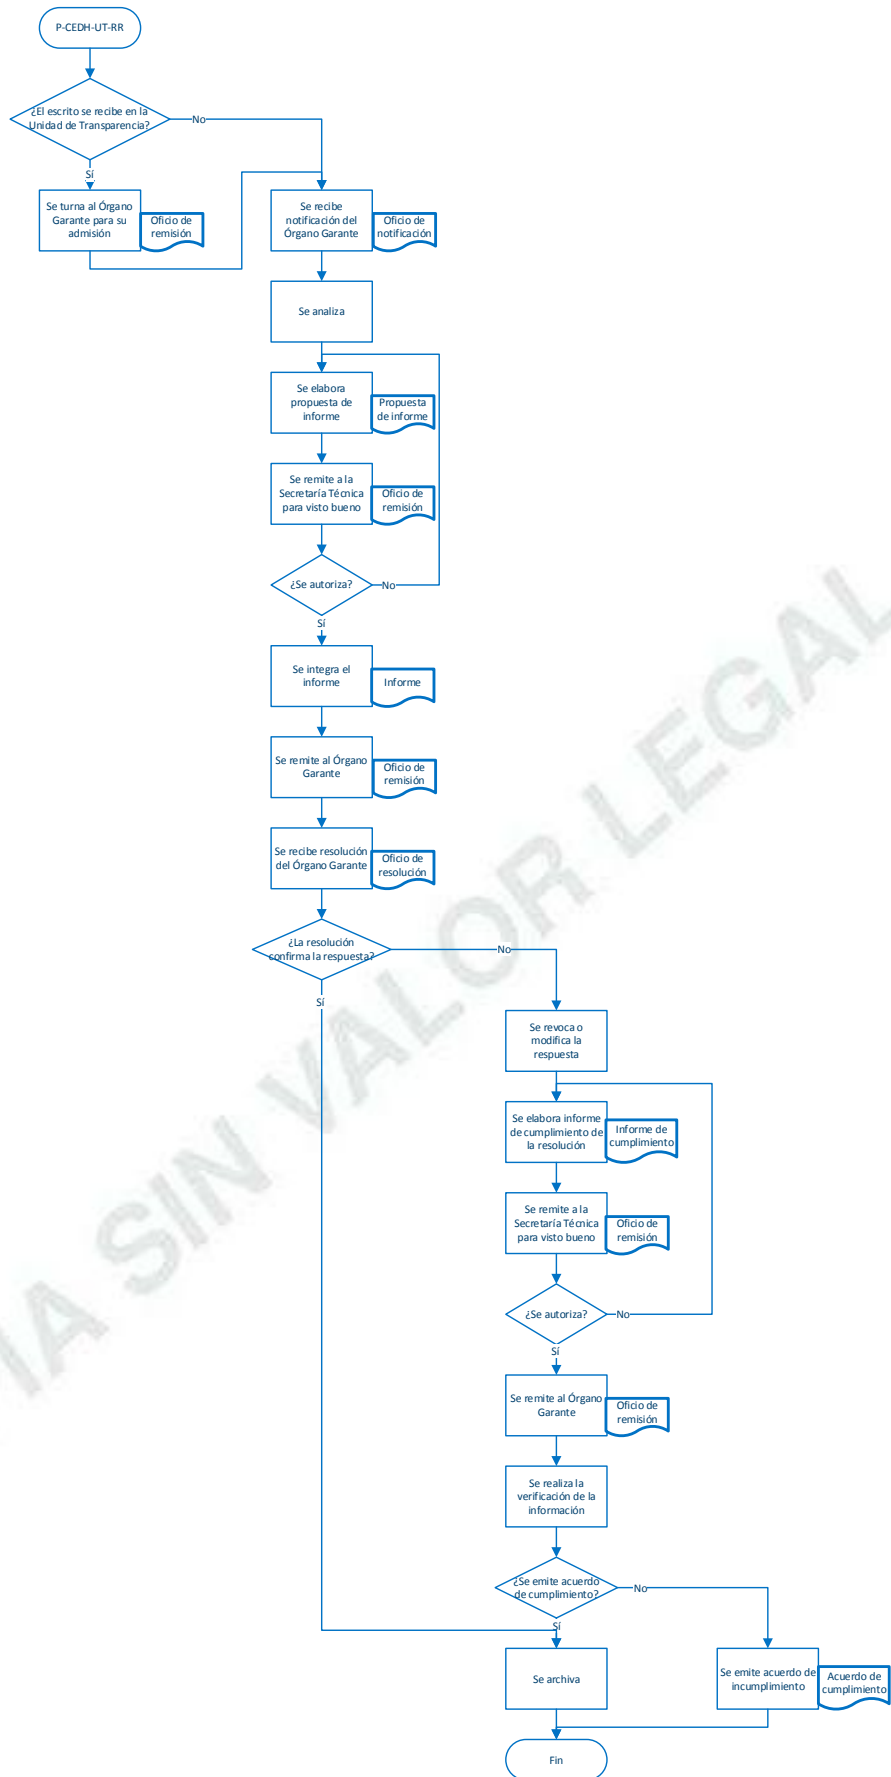 P-CEDH-UT-RR
¿El escrito se recibe en la
Unidad de Transparencia?
No
Sí
Se turna al Órgano
Garante para su
admisión
Oficio de
remisión
Se recibe
notificación del
Órgano Garante
Oficio de
notificación
Se analiza
Se elabora
propuesta de
informe
Propuesta
de informe
Se remite a la
Secretaría Técnica
para visto bueno
Oficio de
remisión
¿Se autoriza?
No
Sí
Se integra el
informe
Informe
Se remite al Órgano
Garante
Oficio de
remisión
Se recibe resolución
del Órgano Garante
Oficio de
resolución
¿La resolución
confirma la respuesta?
No
Sí
Se revoca o
modifica la
respuesta
Se elabora informe
de cumplimiento de
la resolución
Informe de
cumplimiento
Se remite a la
Secretaría Técnica
para visto bueno
Oficio de
remisión
¿Se autoriza?
No
Sí
Se remite al Órgano
Garante
Oficio de
remisión
Se realiza la
verificación de la
información
¿Se emite acuerdo
de cumplimiento?
No
Sí
Se archiva
Se emite acuerdo de
incumplimiento
Acuerdo de
cumplimiento
Fin
IA SIN VALOR LEGAL